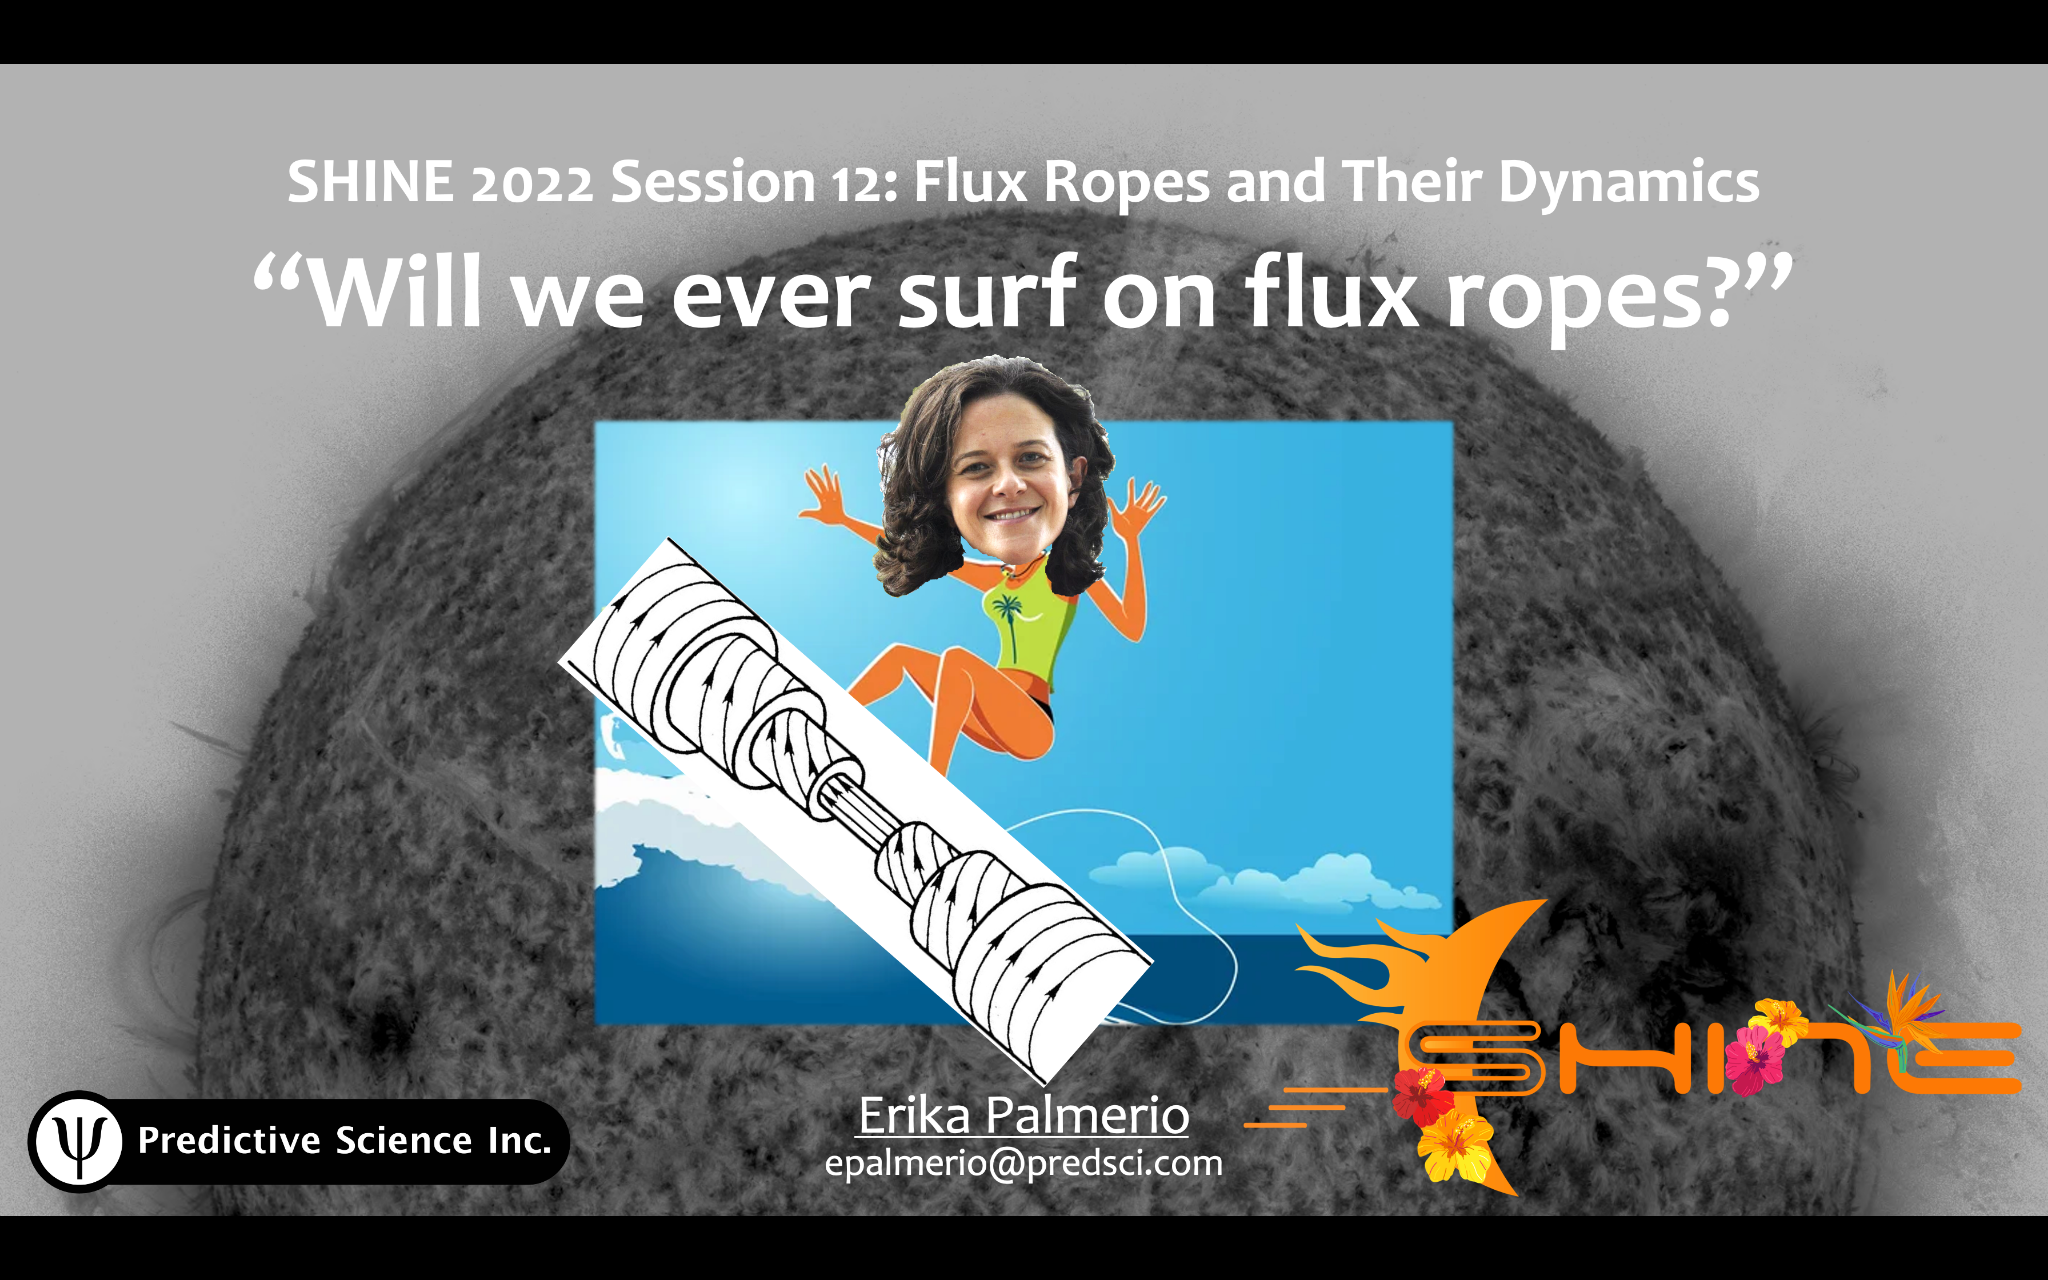 SHINE 2022 Session 12: Flux Ropes and Their Dynamics
“Will we ever surf on flux ropes?”
Erika Palmerio
epalmerio@predsci.com
ψ Predictive Science Inc.
SHINE